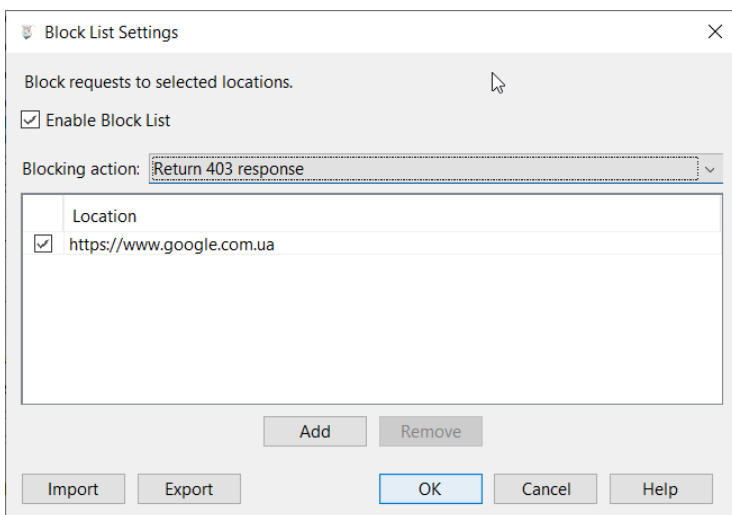 Block List Settings
Block requests to selected locations.
Enable Block List
Blocking action: Return 403 response
Location
https://www.google.com.ua
Add Remove
Import Export OK Cancel Help